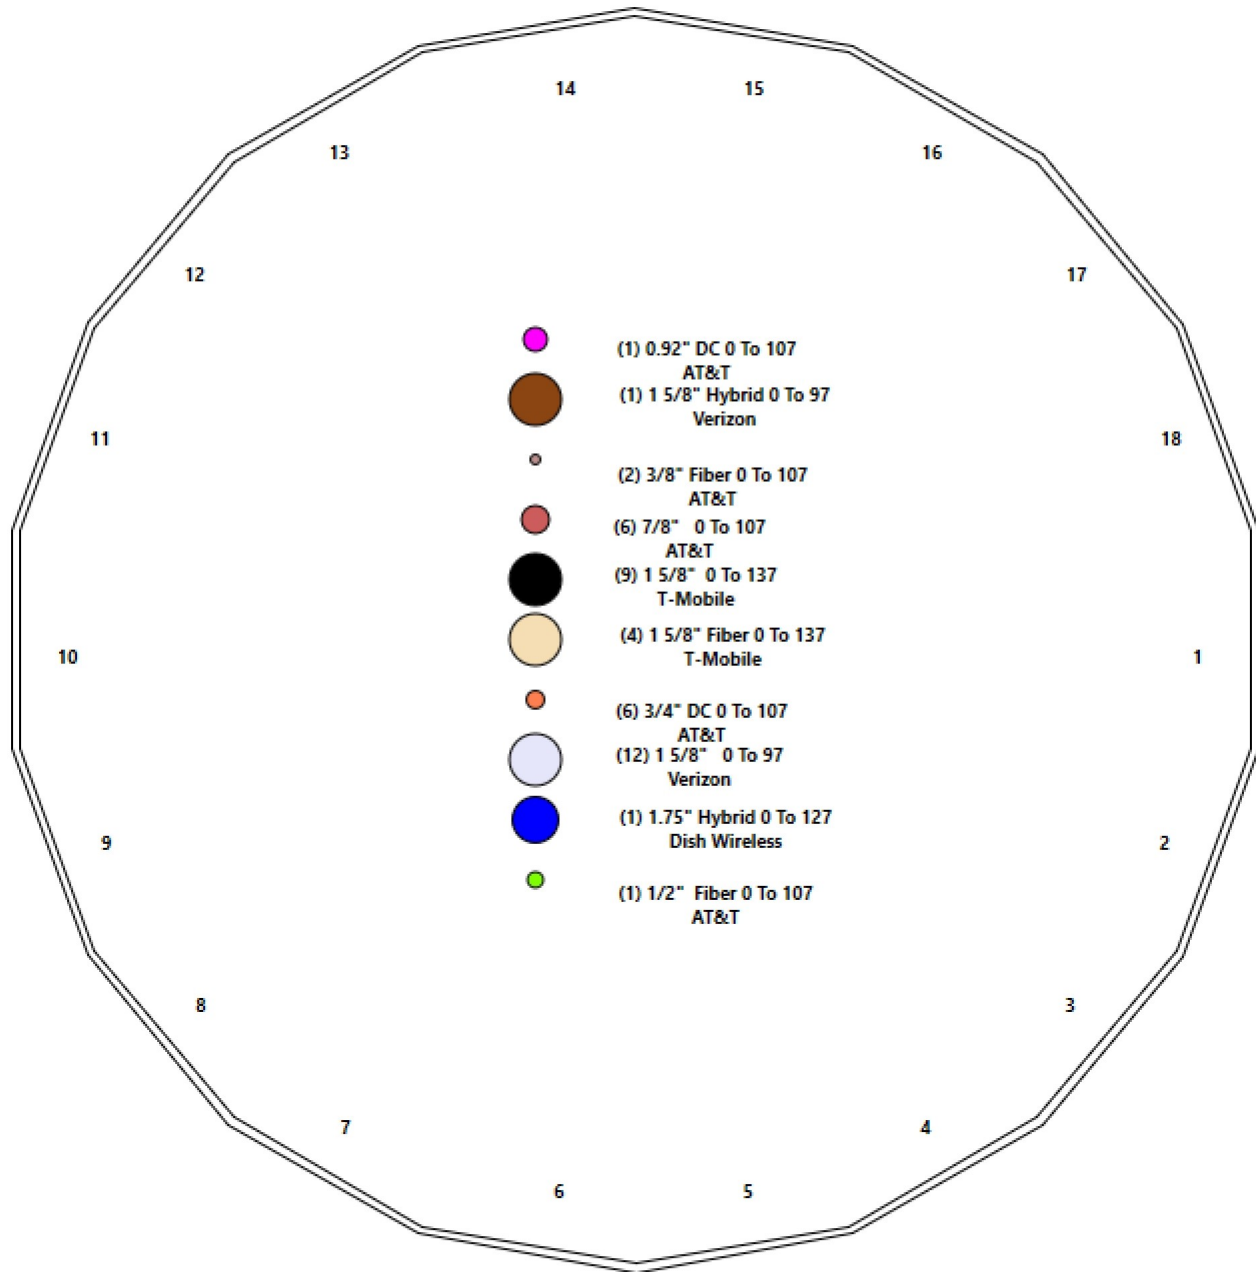 14
15
13
16
12
17
(1) 0.92" DC 0 To 107
AT&T
(1) 1 5/8" Hybrid 0 To 97
Verizon
11
18
(2) 3/8" Fiber 0 To 107
AT&T
(6) 7/8" 0 To 107
AT&T
(9) 1 5/8" 0 To 137
T-Mobile
(4) 1 5/8" Fiber 0 To 137
T-Mobile
10
1
(6) 3/4" DC 0 To 107
AT&T
(12) 1 5/8" 0 To 97
Verizon
(1) 1.75" Hybrid 0 To 127
Dish Wireless
9
2
(1) 1/2" Fiber 0 To 107
AT&T
8
3
7
4
6
5